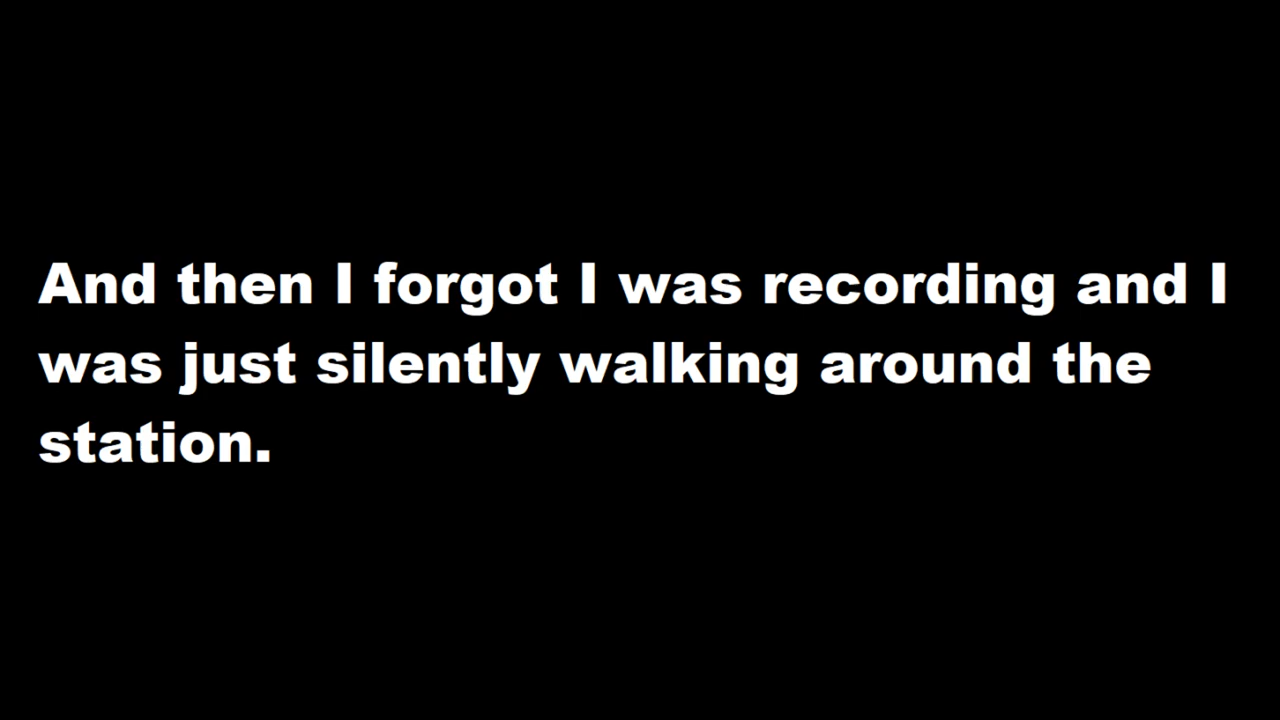 And then I forgot I was recording and I
was just silently walking around the
station.